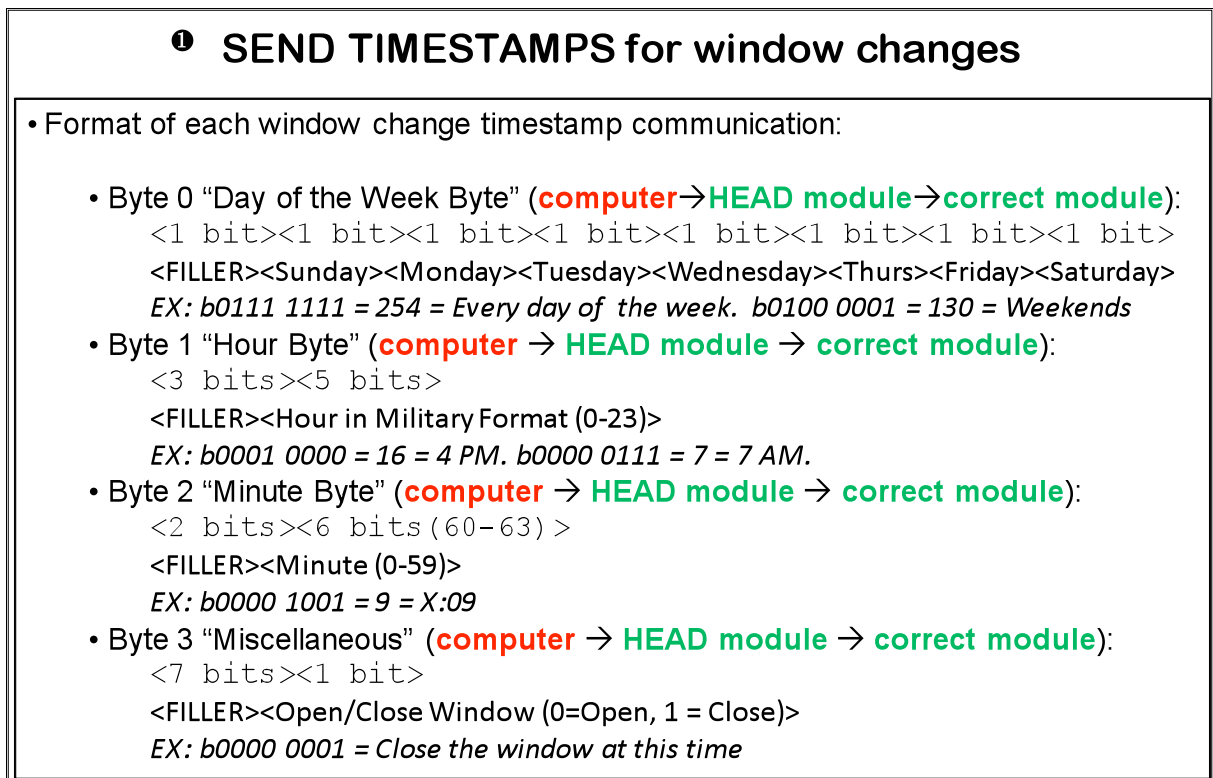 ❶ SEND TIMESTAMPS for window changes
• Format of each window change timestamp communication:
• Byte 0 “Day of the Week Byte” (computer→HEAD module→correct module):
<1 bit><1 bit><1 bit><1 bit><1 bit><1 bit><1 bit><1 bit>
<FILLER><Sunday><Monday><Tuesday><Wednesday><Thurs><Friday><Saturday>
EX: b0111 1111 = 254 = Every day of the week. b0100 0001 = 130 = Weekends
• Byte 1 “Hour Byte” (computer → HEAD module → correct module):
<3 bits><5 bits>
<FILLER><Hour in Military Format (0-23)>
EX: b0001 0000 = 16 = 4 PM. b0000 0111 = 7 = 7 AM.
• Byte 2 “Minute Byte” (computer → HEAD module → correct module):
<2 bits><6 bits(60-63)>
<FILLER><Minute (0-59)>
EX: b0000 1001 = 9 = X:09
• Byte 3 “Miscellaneous” (computer → HEAD module → correct module):
<7 bits><1 bit>
<FILLER><Open/Close Window (0=Open, 1 = Close)>
EX: b0000 0001 = Close the window at this time